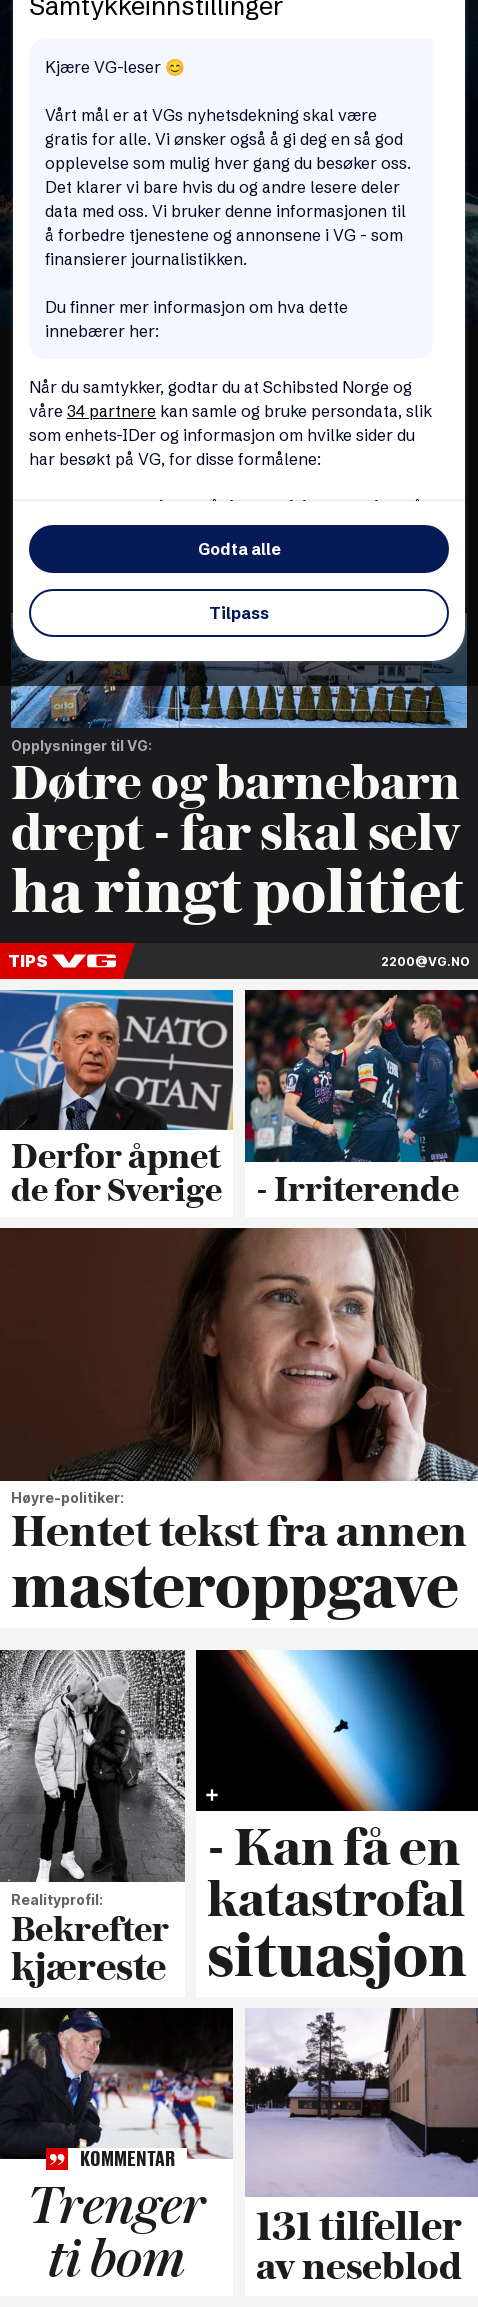 Samtykkeinnstillinger
Kjære VG-leser 😊
Vårt mål er at VGs nyhetsdekning skal være
gratis for alle. Vi ønsker også å gi deg en så god
opplevelse som mulig hver gang du besøker oss.
Det klarer vi bare hvis du og andre lesere deler
data med oss. Vi bruker denne informasjonen til
å forbedre tjenestene og annonsene i VG - som
finansierer journalistikken.
Du finner mer informasjon om hva dette
innebærer her:
Når du samtykker, godtar du at Schibsted Norge og
våre 34 partnere kan samle og bruke persondata, slik
som enhets-IDer og informasjon om hvilke sider du
har besøkt på VG, for disse formålene:
Godta alle
Tilpass
oda
Opplysninger til VG:
Døtre og barnebarn
drept - far skal selv
ha ringt politiet
TIPS VG
2200@VG.NO
NATO
OTAN
Derfor åpnet
de for Sverige
- Irriterende
Høyre-politiker:
Hentet tekst fra annen
masteroppgave
Realityprofil:
Bekrefter
kjæreste
+
- Kan få en
katastrofal
situasjon
KOMMENTAR
Trenger
ti bom
131 tilfeller
av neseblod